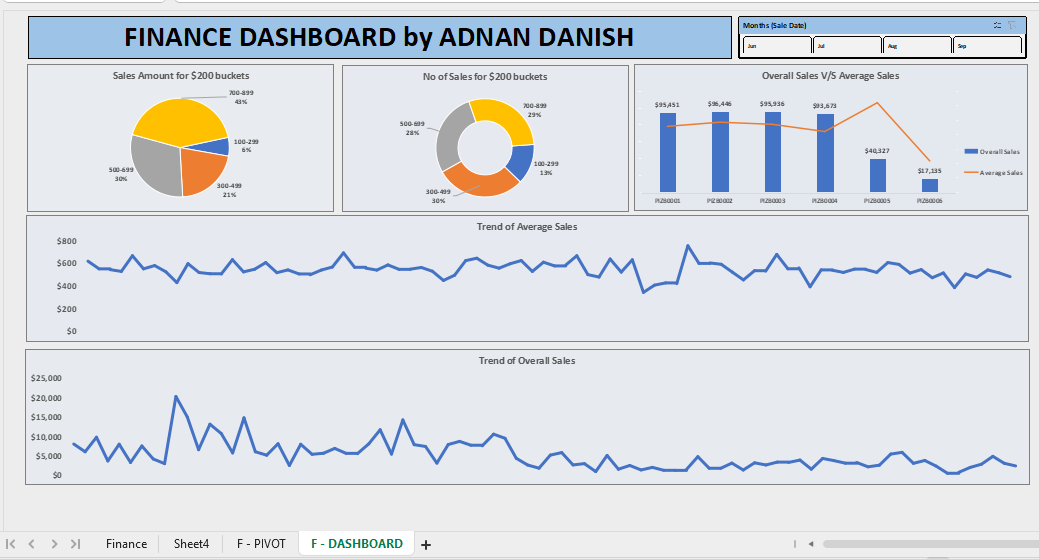 FINANCE DASHBOARD by ADNAN DANISH
Months (Sale Date)
Jun
Jul
Aug
Sep
Sales Amount for $200 buckets
700-899
43%
100-299
6%
500-699
30%
300-499
21%
No of Sales for $200 buckets
700-899
29%
500-699
28%
100-299
13%
300-499
30%
Overall Sales V/S Average Sales
$95,451
$96,446
$95,936
$93,673
$40,327
$17,135
Overall Sales
Average Sales
PIZB0001
PIZB0002
PIZB0003
PIZB0004
PIZB0005
PIZB0006
Trend of Average Sales
$800
$600
$400
$200
$0
Trend of Overall Sales
$25,000
$20,000
$15,000
$10,000
$5,000
$0
Finance
Sheet4
F - PIVOT
F - DASHBOARD